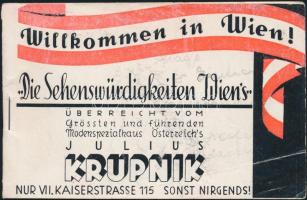 Willkommen in Wien!
Die Sehenswürdigkeiten Wien's
ÜBERREICHT VOM
Grössten und führenden
Modenspezialhaus Österreich's
JULIUS
KRUPNIK
NUR VII. KAISERSTRASSE 115 SONST NIRGENDS!